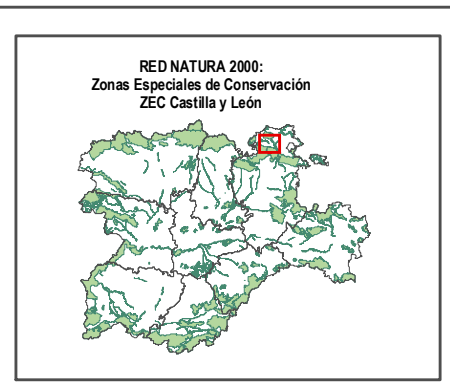 RED NATURA 2000:
Zonas Especiales de Conservación
ZEC Castilla y León